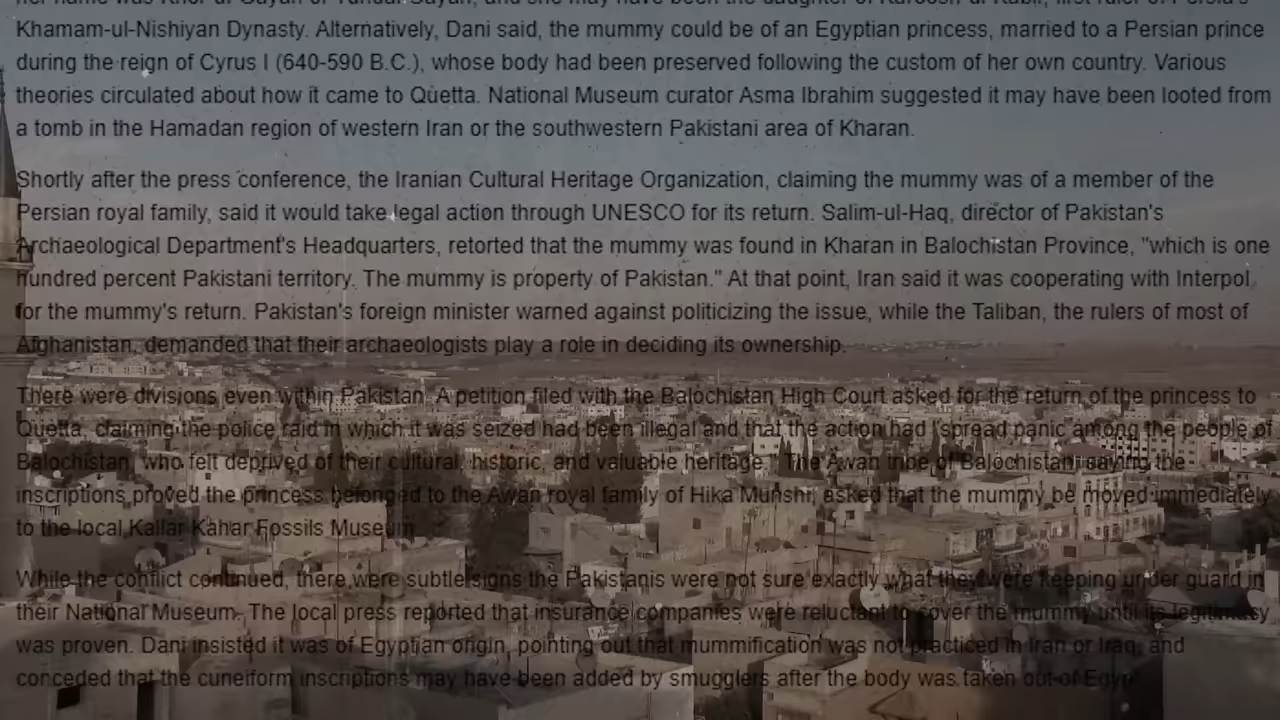 her name was Khor-ul-Gayan or Tundal Gayan, and she may have been the daughter of Karoosh-ul-Kabir, first ruler of Persia's
Khamam-ul-Nishiyan Dynasty. Alternatively, Dani said, the mummy could be of an Egyptian princess, married to a Persian prince
during the reign of Cyrus I (640-590 B.C.), whose body had been preserved following the custom of her own country. Various
theories circulated about how it came to Quetta. National Museum curator Asma Ibrahim suggested it may have been looted from
a tomb in the Hamadan region of western Iran or the southwestern Pakistani area of Kharan.
Shortly after the press conference, the Iranian Cultural Heritage Organization, claiming the mummy was of a member of the
Persian royal family, said it would take legal action through UNESCO for its return. Salim-ul-Haq, director of Pakistan's
Archaeological Department's Headquarters, retorted that the mummy was found in Kharan in Balochistan Province, "which is one
hundred percent Pakistani territory. The mummy is property of Pakistan." At that point, Iran said it was cooperating with Interpol
for the mummy's return. Pakistan's foreign minister warned against politicizing the issue, while the Taliban, the rulers of most of
Afghanistan, demanded that their archaeologists play a role in deciding its ownership.
There were divisions even within Pakistan. A petition filed with the Balochistan High Court asked for the return of the princess to
Quetta, claiming the police raid in which it was seized had been illegal and that the action had "spread panic among the people of
Balochistan, who felt deprived of their cultural, historic, and valuable heritage." The Awan tribe of Balochistan, saying the
inscriptions proved the princess belonged to the Awan royal family of Hika Munshi, asked that the mummy be moved immediately
to the local Kallar Kahar Fossils Museum.
While the conflict continued, there were subtle signs the Pakistanis were not sure exactly what they were keeping under guard in
their National Museum. The local press reported that insurance companies were reluctant to cover the mummy until its legitimacy
was proven. Dani insisted it was of Egyptian origin, pointing out that mummification was not practiced in Iran or Iraq, and
conceded that the cuneiform inscriptions may have been added by smugglers after the body was taken out of Egypt.